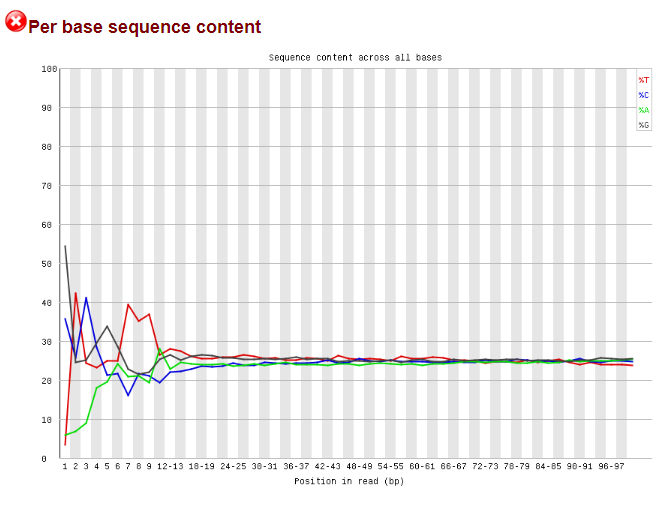 Per base sequence content
Sequence content across all bases
100
90
80
70
60
50
40
30
20
10
0
%T
%C
%A
%G
1 2 3 4 5 6 7 8 9 12-13 18-19 24-25 30-31 36-37 42-43 48-49 54-55 60-61 66-67 72-73 78-79 84-85 90-91 96-97
Position in read (bp)